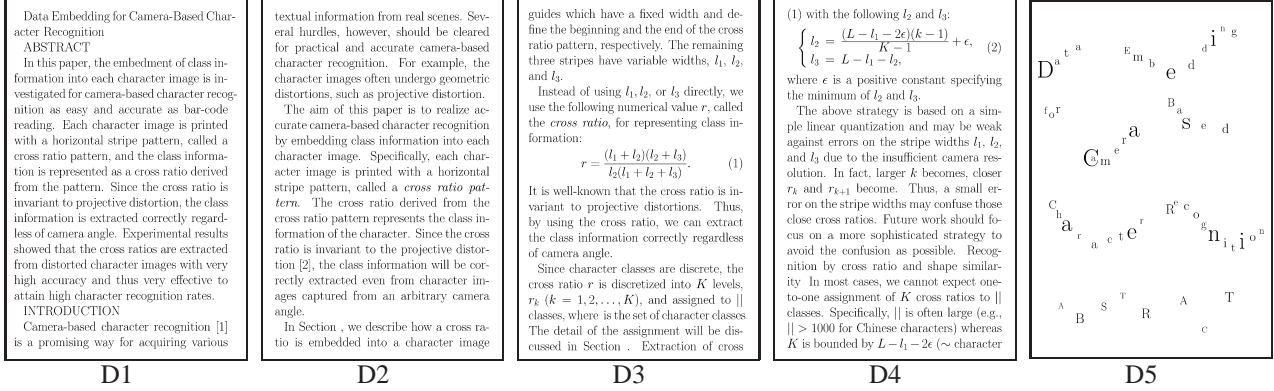 Data Embedding for Camera-Based Char-
acter Recognition
ABSTRACT
In this paper, the embedment of class in-
formation into each character image is in-
vestigated for camera-based character recog-
nition as easy and accurate as bar-code
reading. Each character image is printed
with a horizontal stripe pattern, called a
cross ratio pattern, and the class informa-
tion is represented as a cross ratio derived
from the pattern. Since the cross ratio is
invariant to projective distortion, the class
information is extracted correctly regard-
less of camera angle. Experimental results
showed that the cross ratios are extracted
from distorted character images with very
high accuracy and thus very effective to
attain high character recognition rates.
INTRODUCTION
Camera-based character recognition [1]
is a promising way for acquiring various
D1
textual information from real scenes. Sev-
eral hurdles, however, should be cleared
for practical and accurate camera-based
character recognition. For example, the
character images often undergo geometric
distortions, such as projective distortion.
The aim of this paper is to realize ac-
curate camera-based character recognition
by embedding class information into each
character image. Specifically, each char-
acter image is printed with a horizontal
stripe pattern, called a cross ratio pat-
tern. The cross ratio derived from the
cross ratio pattern represents the class in-
formation of the character. Since the cross
ratio is invariant to the projective distor-
tion [2], the class information will be cor-
rectly extracted even from character im-
ages captured from an arbitrary camera
angle.
In Section , we describe how a cross ra-
tio is embedded into a character image
D2
guides which have a fixed width and de-
fine the beginning and the end of the cross
ratio pattern, respectively. The remaining
three stripes have variable widths, l₁, l₂,
and l₃.
Instead of using l₁, l₂, or l₃ directly, we
use the following numerical value r, called
the cross ratio, for representing class in-
formation:
r = (l₁ + l₂)(l₂ + l₃) / l₂(l₁ + l₂ + l₃). (1)
It is well-known that the cross ratio is in-
variant to projective distortions. Thus,
by using the cross ratio, we can extract
the class information correctly regardless
of camera angle.
Since character classes are discrete, the
cross ratio r is discretized into K levels,
rₖ (k = 1, 2, . . . , K), and assigned to ||
classes, where is the set of character classes.
The detail of the assignment will be dis-
cussed in Section . Extraction of cross
D3
(1) with the following l₂ and l₃:
{ l₂ = (L − l₁ − 2ϵ)(k − 1) / K − 1 + ϵ, (2)
l₃ = L − l₁ − l₂,
where ϵ is a positive constant specifying
the minimum of l₂ and l₃.
The above strategy is based on a sim-
ple linear quantization and may be weak
against errors on the stripe widths l₁, l₂,
and l₃ due to the insufficient camera res-
olution. In fact, larger k becomes, closer
rₖ and rₖ₊₁ become. Thus, a small er-
ror on the stripe widths may confuse those
close cross ratios. Future work should fo-
cus on a more sophisticated strategy to
avoid the confusion as possible. Recog-
nition by cross ratio and shape similar-
ity In most cases, we cannot expect one-
to-one assignment of K cross ratios to ||
classes. Specifically, || is often large (e.g.,
|| > 1000 for Chinese characters) whereas
K is bounded by L − l₁ − 2ϵ (∼ character
D4
Data Embedding
for Based
Camera
Character Recognition
ABSTRACT
D5